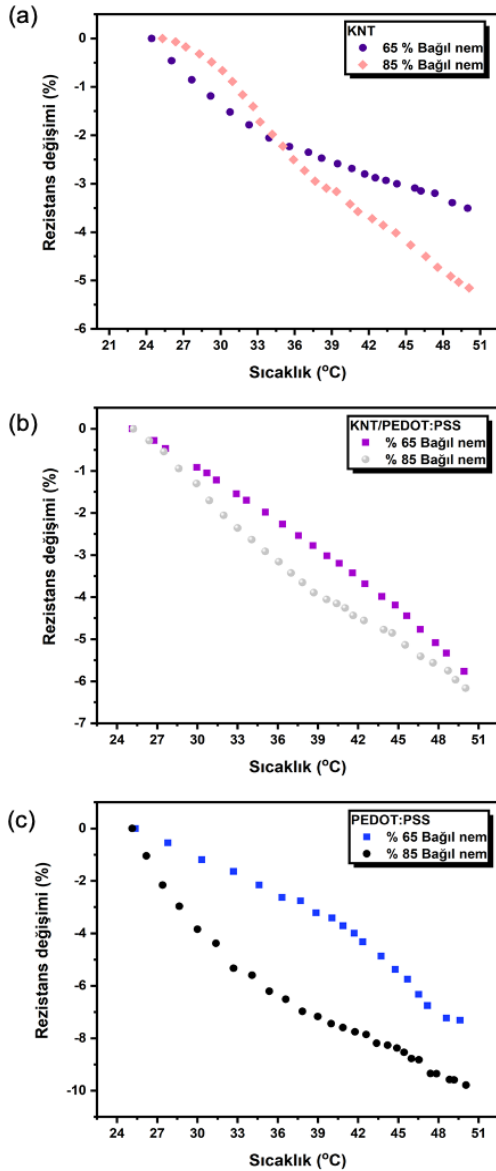 (a)
KNT
65 % Bağıl nem
85 % Bağıl nem
Rezistans değişimi (%)
0
-1
-2
-3
-4
-5
-6
21 24 27 30 33 36 39 42 45 48 51
Sıcaklık (ºC)
(b)
KNT/PEDOT:PSS
% 65 Bağıl nem
% 85 Bağıl nem
Rezistans değişimi (%)
0
-1
-2
-3
-4
-5
-6
-7
24 27 30 33 36 39 42 45 48 51
Sıcaklık (ºC)
(c)
PEDOT:PSS
% 65 Bağıl nem
% 85 Bağıl nem
Rezistans değişimi (%)
0
-2
-4
-6
-8
-10
24 27 30 33 36 39 42 45 48 51
Sıcaklık (ºC)